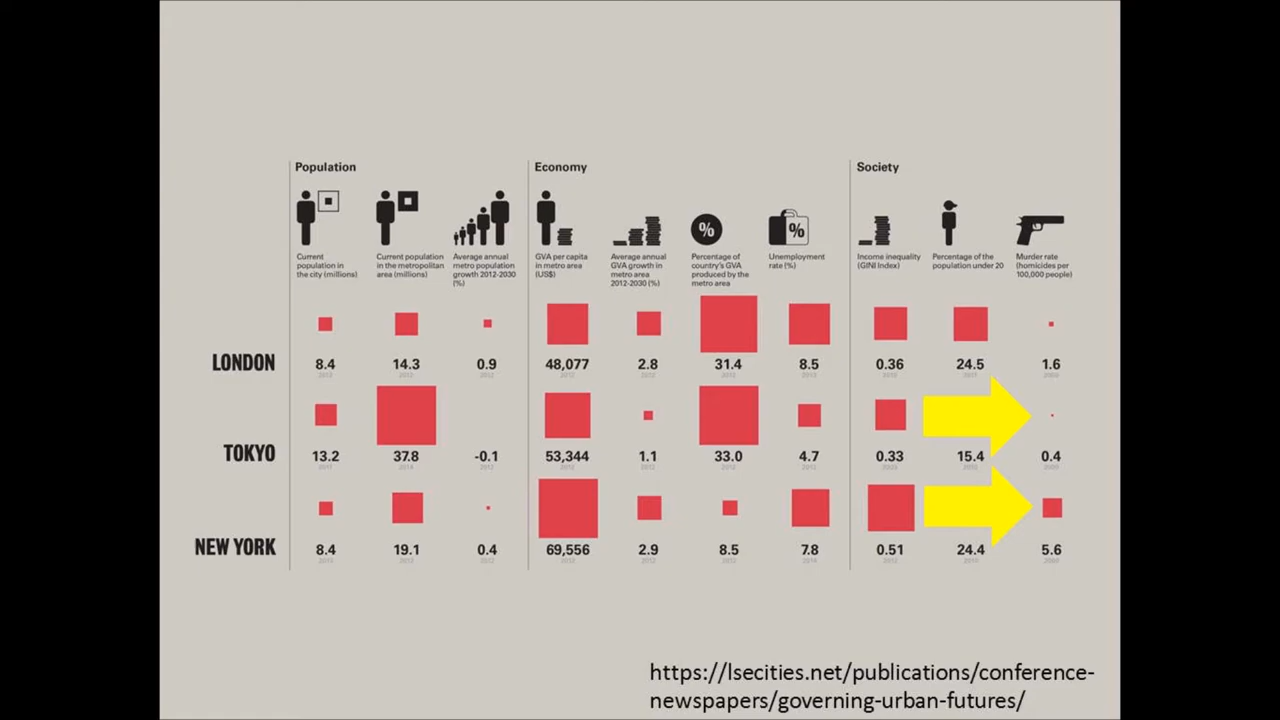 Population
Economy
Society
%
%
Current
population in
the city (millions)
Current population
in the metropolitan
area (millions)
Average annual
metro population
growth 2012-2030
(%)
GVA per capita
in metro area
(US$)
Average annual
GVA growth in
metro area
2012-2030 (%)
Percentage of
country's GVA
produced by the
metro area
Unemployment
rate (%)
Income inequality
(GINI Index)
Percentage of the
population under 20
Murder rate
(homicides per
100,000 people)
LONDON 8.4 14.3 0.9 48,077 2.8 31.4 8.5 0.36 24.5 1.6
TOKYO 13.2 37.8 -0.1 53,344 1.1 33.0 4.7 0.33 15.4 0.4
NEW YORK 8.4 19.1 0.4 69,556 2.9 8.5 7.8 0.51 24.4 5.6
https://lsecities.net/publications/conference-
newspapers/governing-urban-futures/